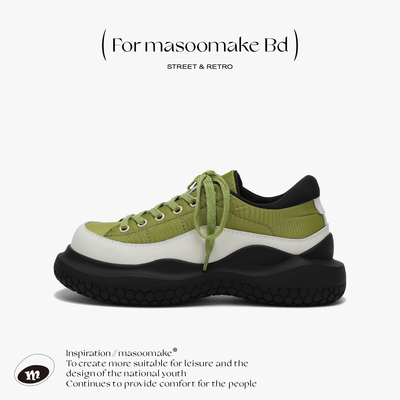 (For masoomake Bd)
STREET & RETRO
Inspiration // masoomake®
To create more suitable for leisure and the
design of the national youth
Continues to provide comfort for the people
m